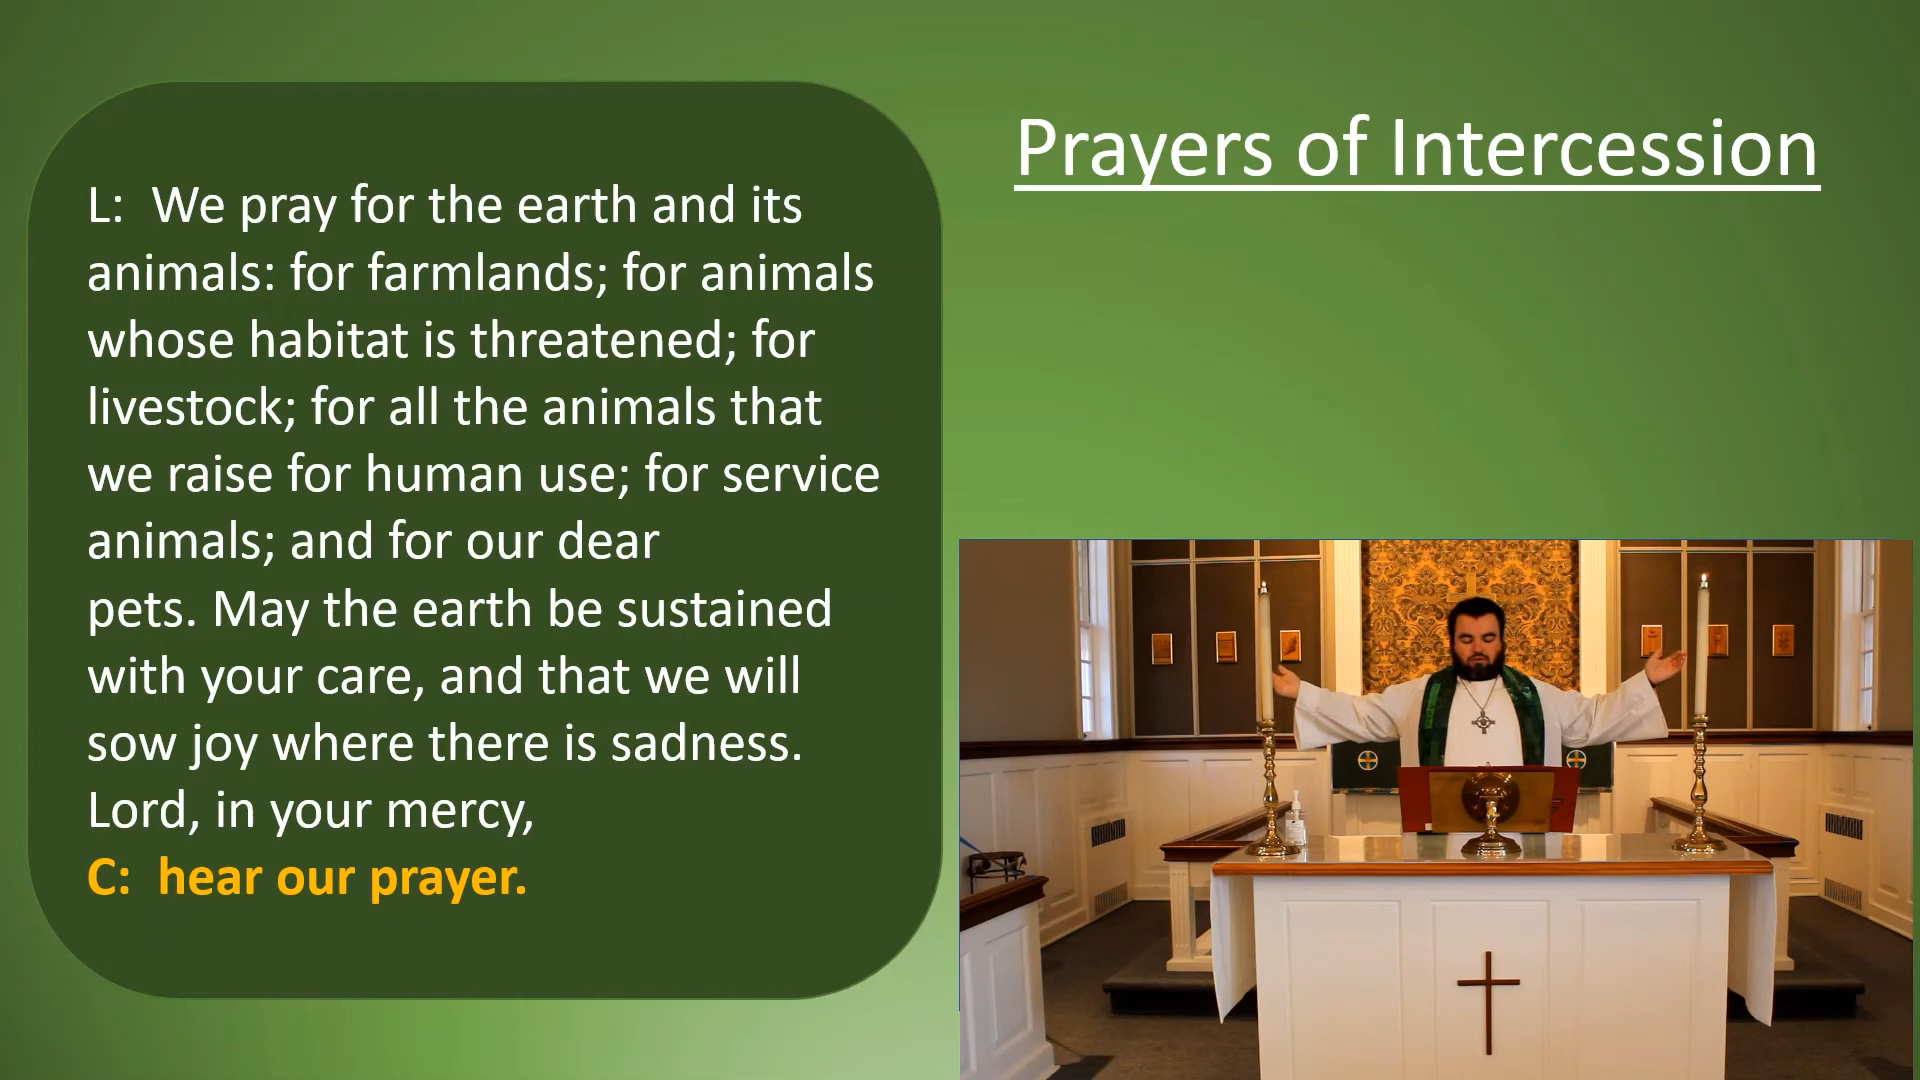 Prayers of Intercession
L:  We pray for the earth and its
animals: for farmlands; for animals
whose habitat is threatened; for
livestock; for all the animals that
we raise for human use; for service
animals; and for our dear
pets. May the earth be sustained
with your care, and that we will
sow joy where there is sadness.
Lord, in your mercy,
C:  hear our prayer.